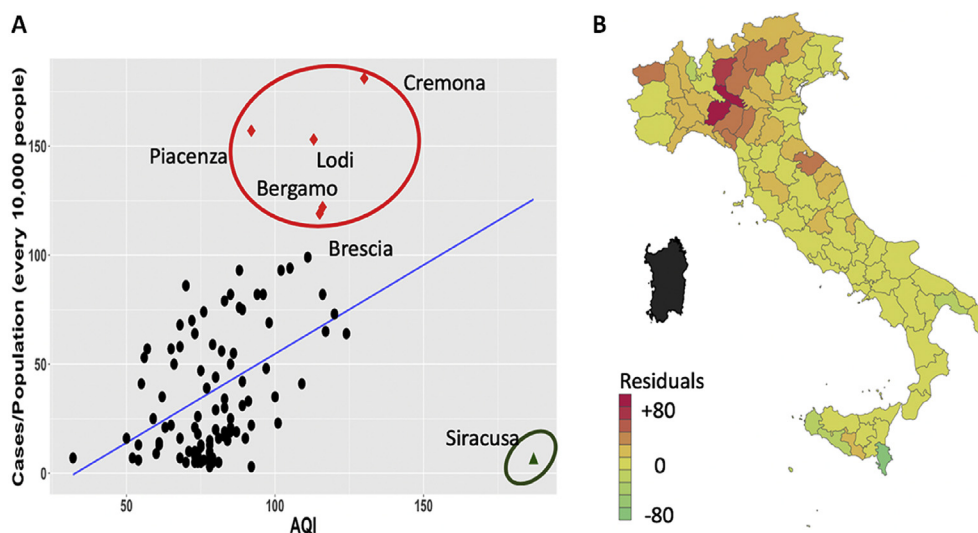 A
B
Cases/Population (every 10,000 people)
150
100
50
0
Cremona
Piacenza
Lodi
Bergamo
Brescia
Siracusa
50
100
150
AQI
Residuals
+80
0
-80